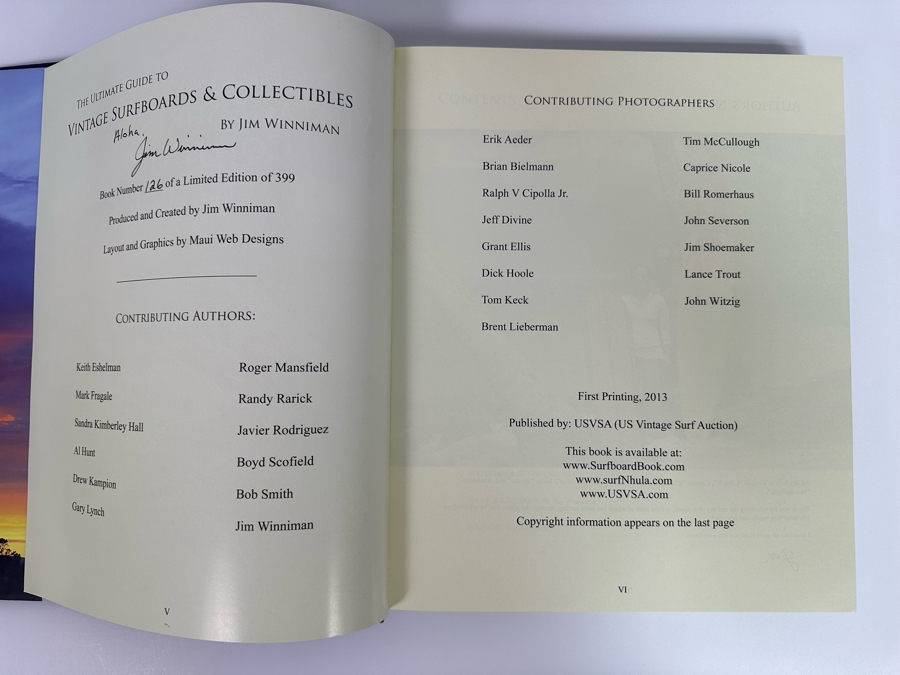 THE ULTIMATE GUIDE TO
VINTAGE SURFBOARDS & COLLECTIBLES
BY JIM WINNIMAN
Aloha,
Jim Winniman
Book Number 126 of a Limited Edition of 399
Produced and Created by Jim Winniman
Layout and Graphics by Maui Web Designs
CONTRIBUTING AUTHORS:
Keith Eshelman
Mark Fragale
Sandra Kimberley Hall
Al Hunt
Drew Kampion
Gary Lynch
Roger Mansfield
Randy Rarick
Javier Rodriguez
Boyd Scofield
Bob Smith
Jim Winniman
V
CONTRIBUTING PHOTOGRAPHERS
Erik Aeder
Brian Bielmann
Ralph V Cipolla Jr.
Jeff Divine
Grant Ellis
Dick Hoole
Tom Keck
Brent Lieberman
Tim McCullough
Caprice Nicole
Bill Romerhaus
John Severson
Jim Shoemaker
Lance Trout
John Witzig
First Printing, 2013
Published by: USVSA (US Vintage Surf Auction)
This book is available at:
www.SurfboardBook.com
www.surfNhula.com
www.USVSA.com
Copyright information appears on the last page
VI